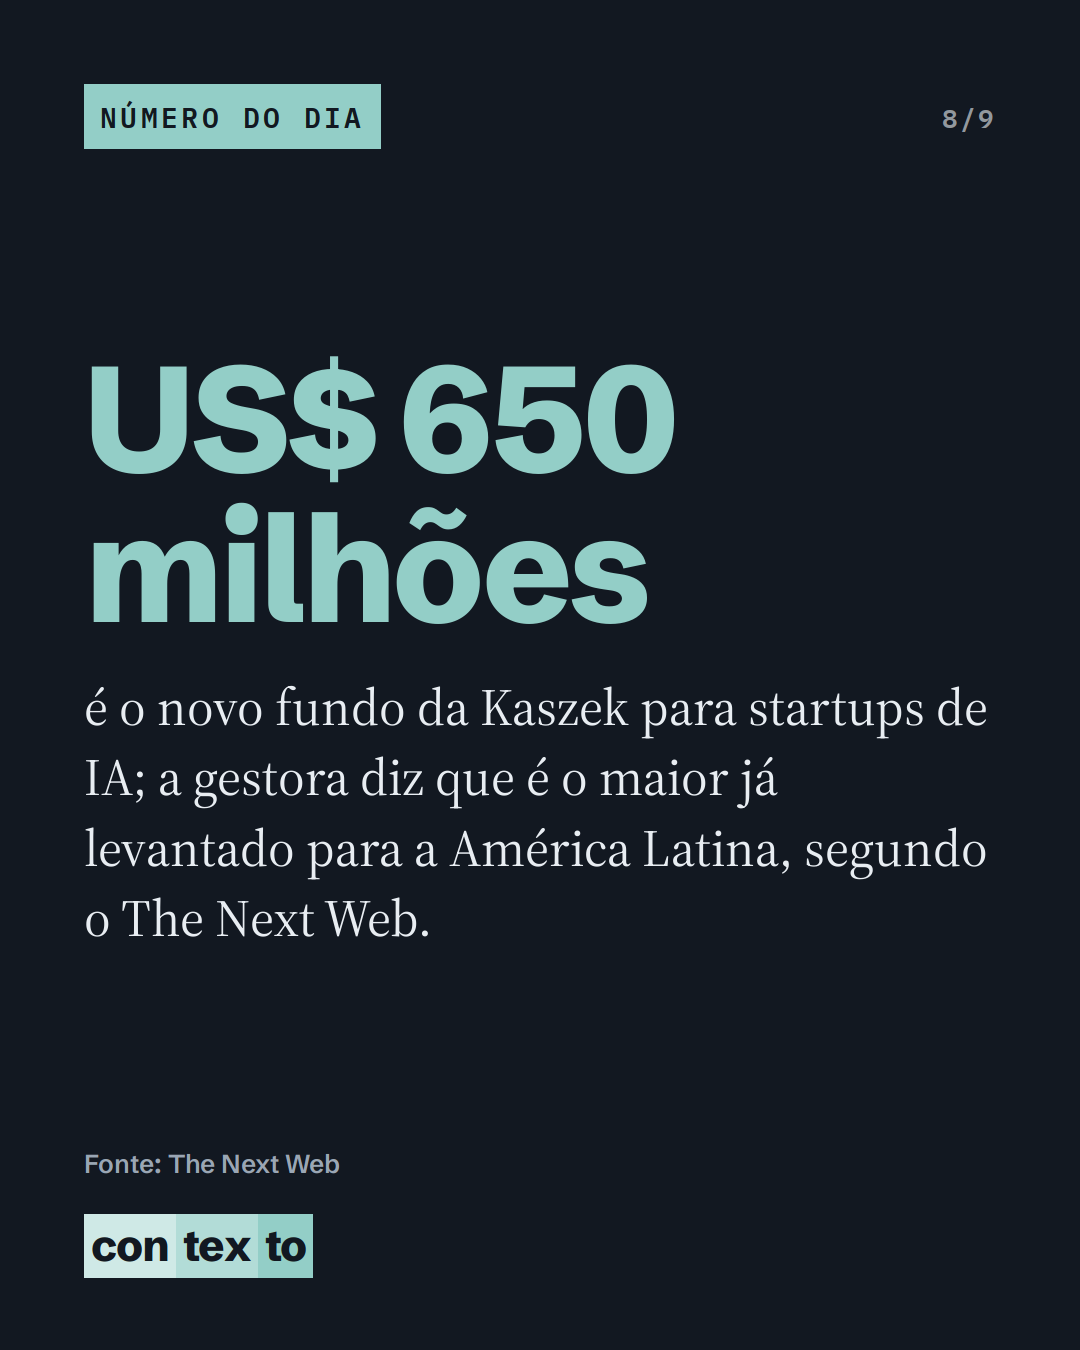 NÚMERO DO DIA
8/9
US$ 650
milhões
é o novo fundo da Kaszek para startups de
IA; a gestora diz que é o maior já
levantado para a América Latina, segundo
o The Next Web.
Fonte: The Next Web
con tex to